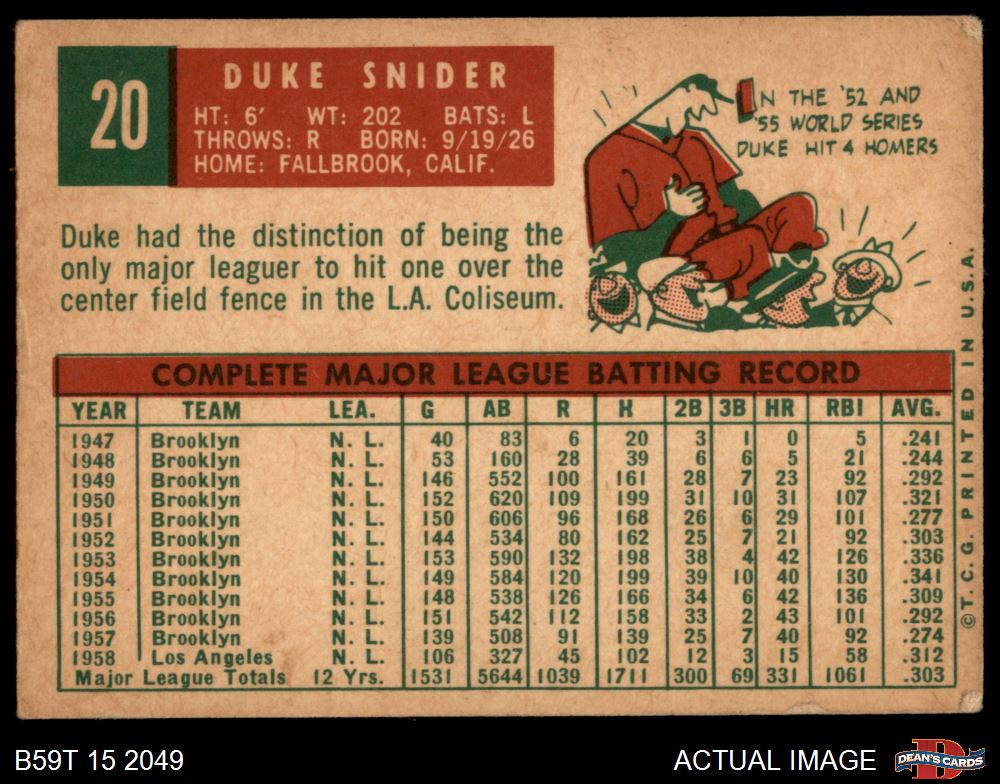 20
DUKE SNIDER
HT: 6' WT: 202 BATS: L
THROWS: R BORN: 9/19/26
HOME: FALLBROOK, CALIF.
IN THE '52 AND
'55 WORLD SERIES
DUKE HIT 4 HOMERS
Duke had the distinction of being the
only major leaguer to hit one over the
center field fence in the L.A. Coliseum.
COMPLETE MAJOR LEAGUE BATTING RECORD
YEAR TEAM LEA. G AB R H 2B 3B HR RBI AVG.
1947 Brooklyn N. L. 40 83 6 20 3 1 0 5 .241
1948 Brooklyn N. L. 53 160 28 39 6 6 5 21 .244
1949 Brooklyn N. L. 146 552 100 161 28 7 23 92 .292
1950 Brooklyn N. L. 152 620 109 199 31 10 31 107 .321
1951 Brooklyn N. L. 150 606 96 168 26 6 29 101 .277
1952 Brooklyn N. L. 144 534 80 162 25 7 21 92 .303
1953 Brooklyn N. L. 153 590 132 198 38 4 42 126 .336
1954 Brooklyn N. L. 149 584 120 199 39 10 40 130 .341
1955 Brooklyn N. L. 148 538 126 166 34 6 42 136 .309
1956 Brooklyn N. L. 151 542 112 158 33 2 43 101 .292
1957 Brooklyn N. L. 139 508 91 139 25 7 40 92 .274
1958 Los Angeles N. L. 106 327 45 102 12 3 15 58 .312
Major League Totals 12 Yrs. 1531 5644 1039 1711 300 69 331 1061 .303
©T.C.G. PRINTED IN U.S.A.
B59T 15 2049
ACTUAL IMAGE
DEAN'S CARDS